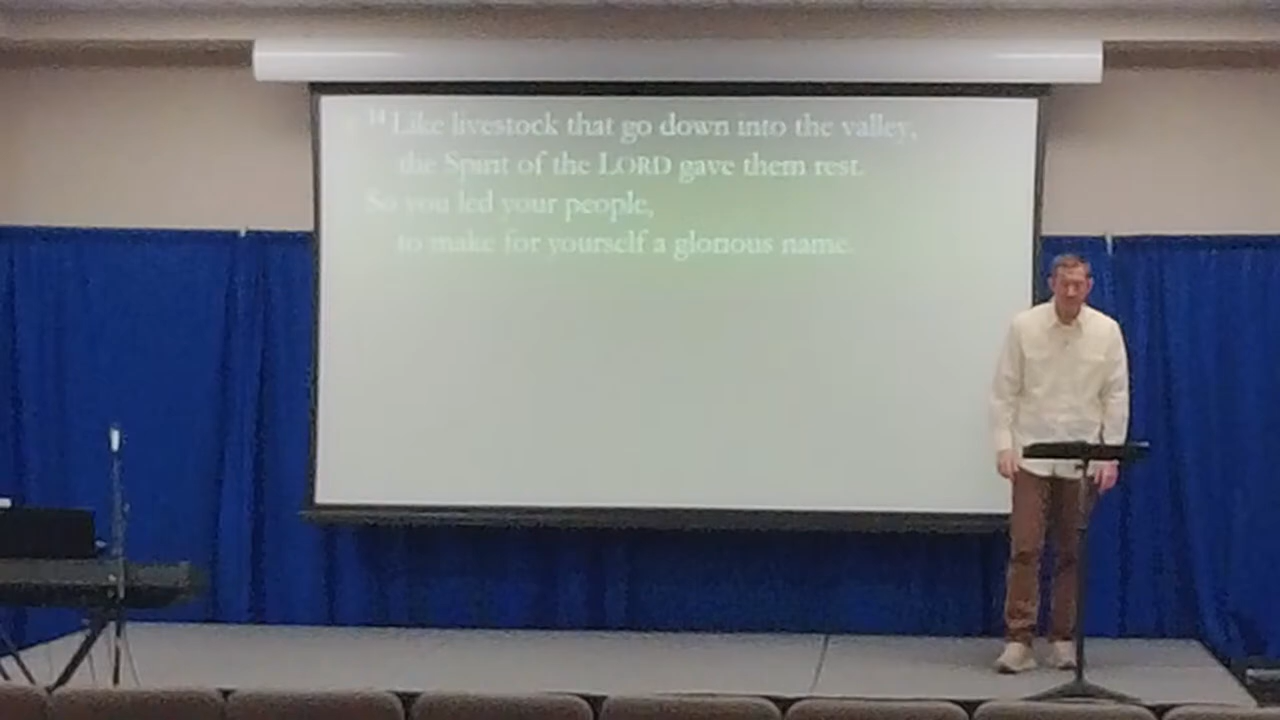 14 Like livestock that go down into the valley,
the Spirit of the LORD gave them rest.
So you led your people,
to make for yourself a glorious name.